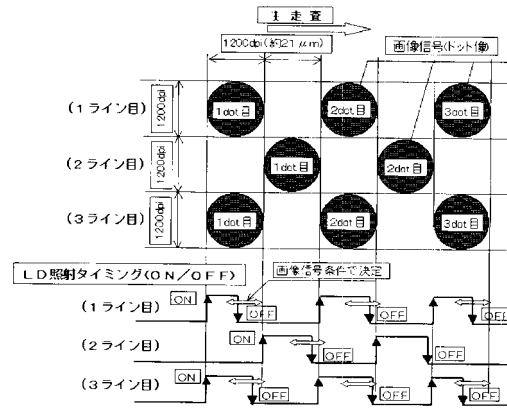 主走査
1200dpi(約21μm)
画像信号(ドット像)
(1ライン目)
1200dpi
1dot目
2dot目
3dot目
(2ライン目)
1200dpi
1dot目
2dot目
(3ライン目)
1200dpi
1dot目
2dot目
3dot目
LD照射タイミング(ON/OFF)
画像信号条件で決定
(1ライン目)
ON
OFF
OFF
OFF
(2ライン目)
ON
OFF
OFF
(3ライン目)
ON
OFF
OFF
OFF